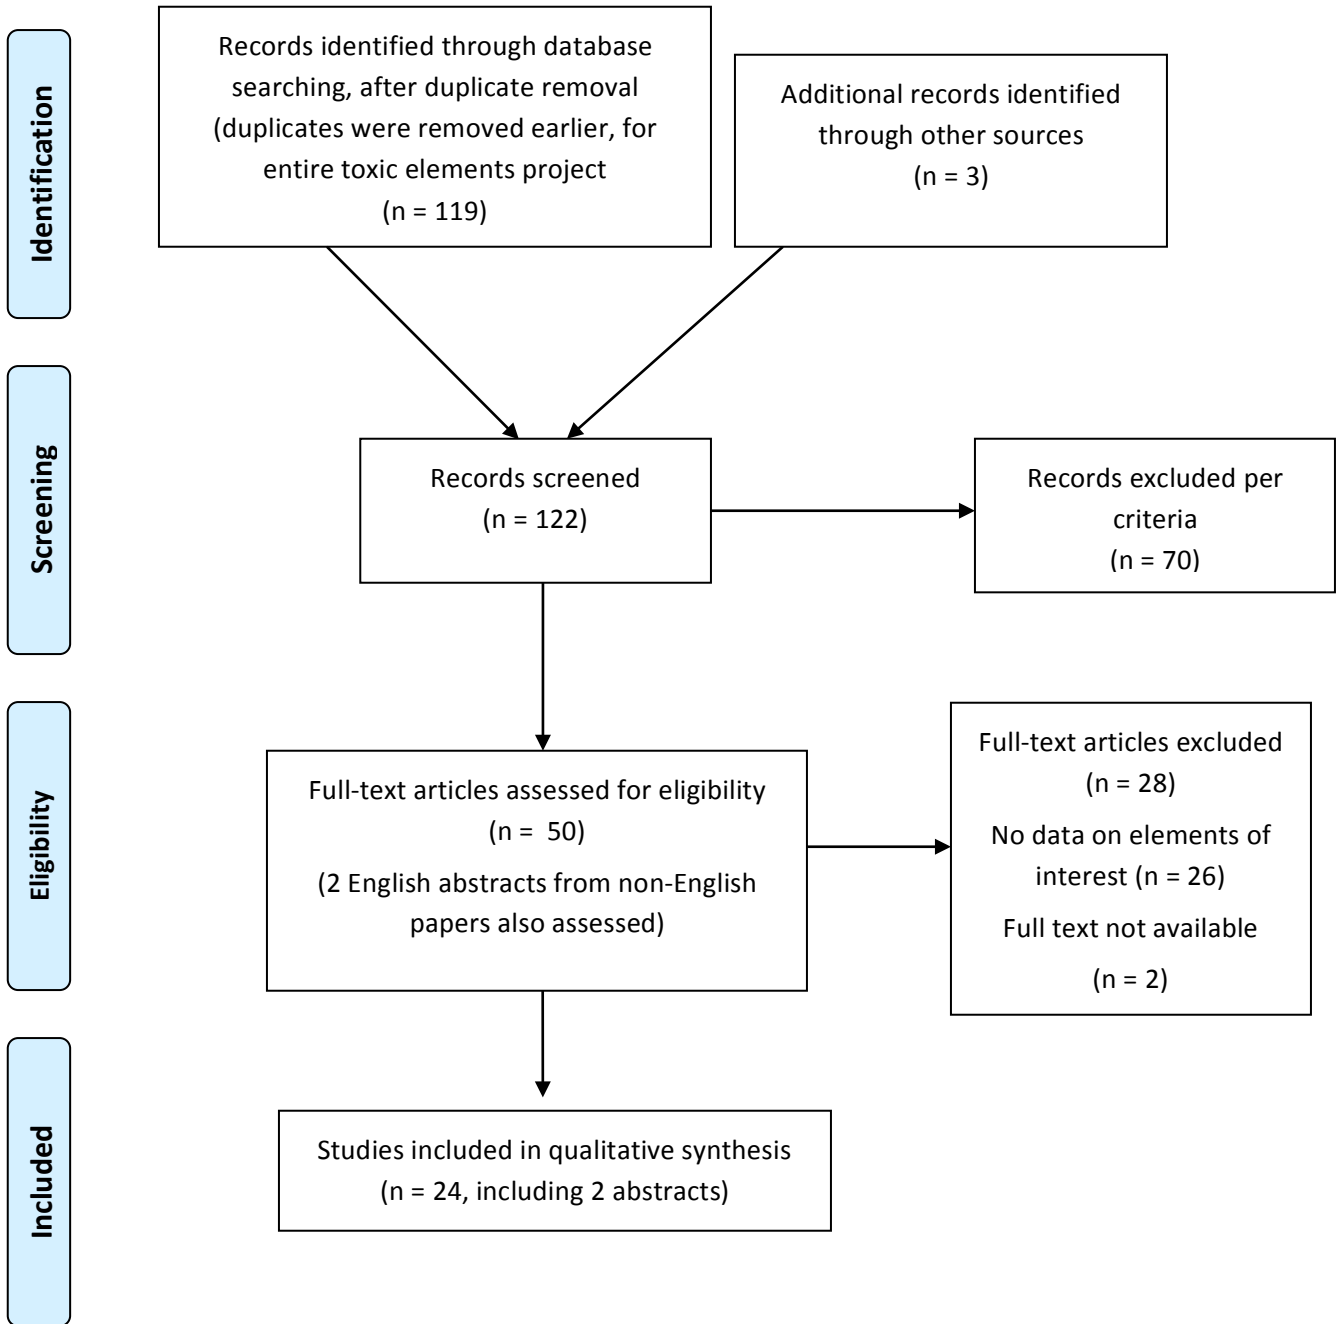 Identification
Records identified through database
searching, after duplicate removal
(duplicates were removed earlier, for
entire toxic elements project
(n = 119)
Additional records identified
through other sources
(n = 3)
Screening
Records screened
(n = 122)
Records excluded per
criteria
(n = 70)
Eligibility
Full-text articles assessed for eligibility
(n = 50)
(2 English abstracts from non-English
papers also assessed)
Full-text articles excluded
(n = 28)
No data on elements of
interest (n = 26)
Full text not available
(n = 2)
Included
Studies included in qualitative synthesis
(n = 24, including 2 abstracts)